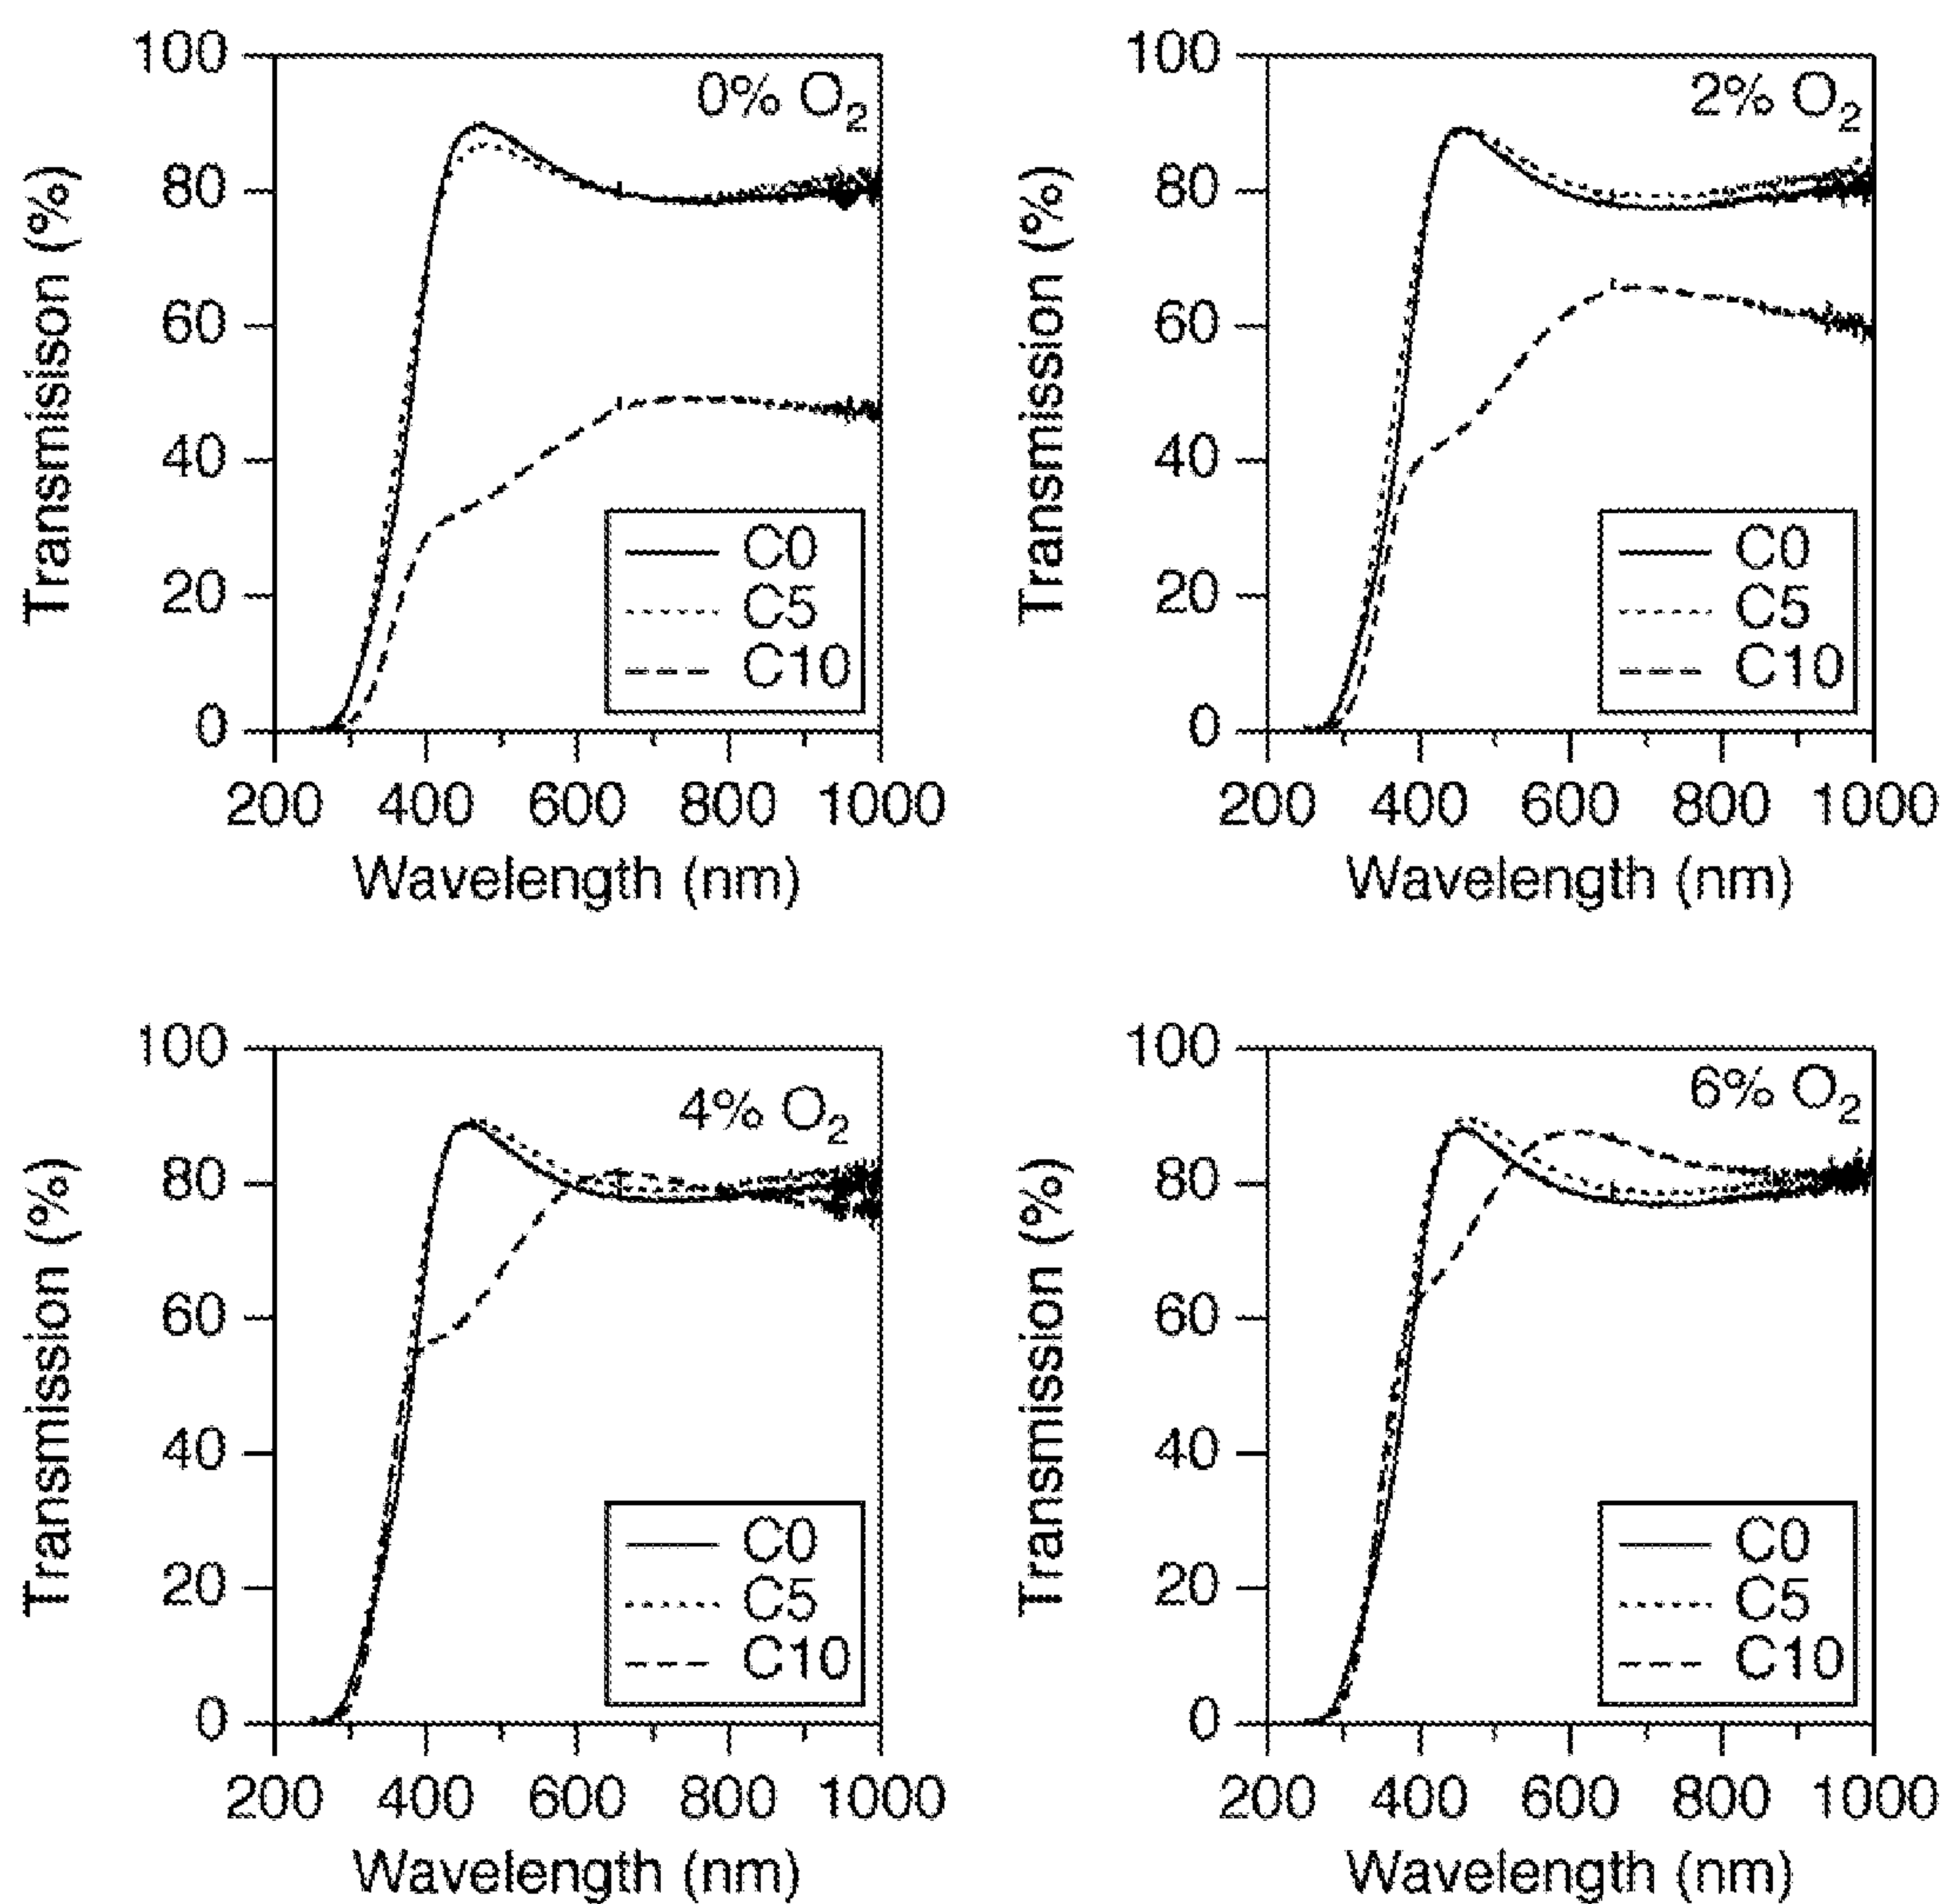 Transmisison (%)
100
80
60
40
20
0
0% O2
C0
C5
C10
200 400 600 800 1000
Wavelength (nm)
Transmission (%)
100
80
60
40
20
0
2% O2
C0
C5
C10
200 400 600 800 1000
Wavelength (nm)
Transmission (%)
100
80
60
40
20
0
4% O2
C0
C5
C10
200 400 600 800 1000
Wavelength (nm)
Transmission (%)
100
80
60
40
20
0
6% O2
C0
C5
C10
200 400 600 800 1000
Wavelength (nm)